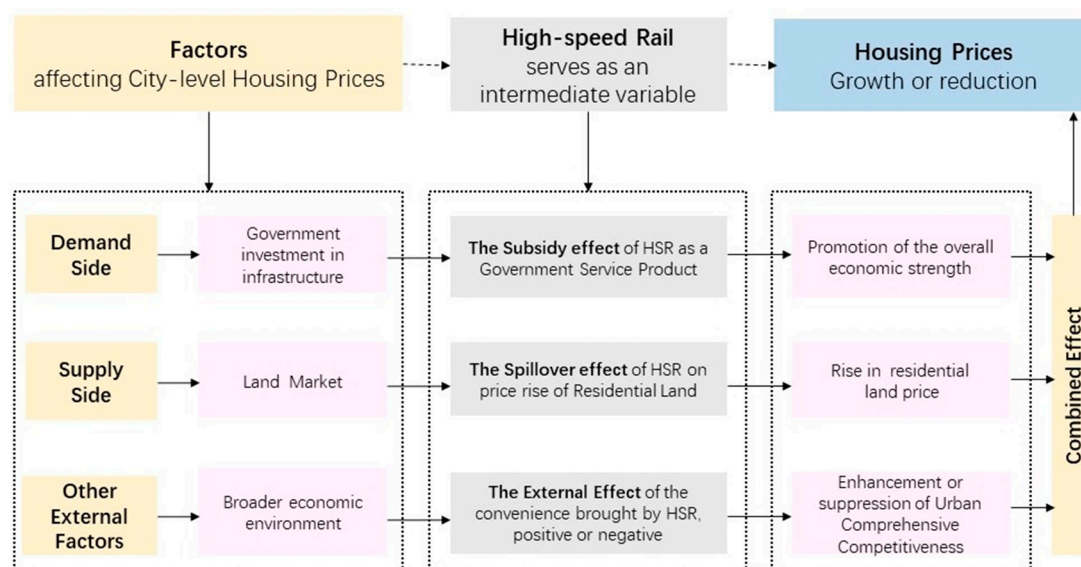 Factors
affecting City-level Housing Prices
High-speed Rail
serves as an
intermediate variable
Housing Prices
Growth or reduction
Demand
Side
Government
investment in
infrastructure
The Subsidy effect of HSR as a
Government Service Product
Promotion of the overall
economic strength
Supply
Side
Land Market
The Spillover effect of HSR on
price rise of Residential Land
Rise in residential
land price
Other
External
Factors
Broader economic
environment
The External Effect of the
convenience brought by HSR,
positive or negative
Enhancement or
suppression of Urban
Comprehensive
Competitiveness
Combined Effect